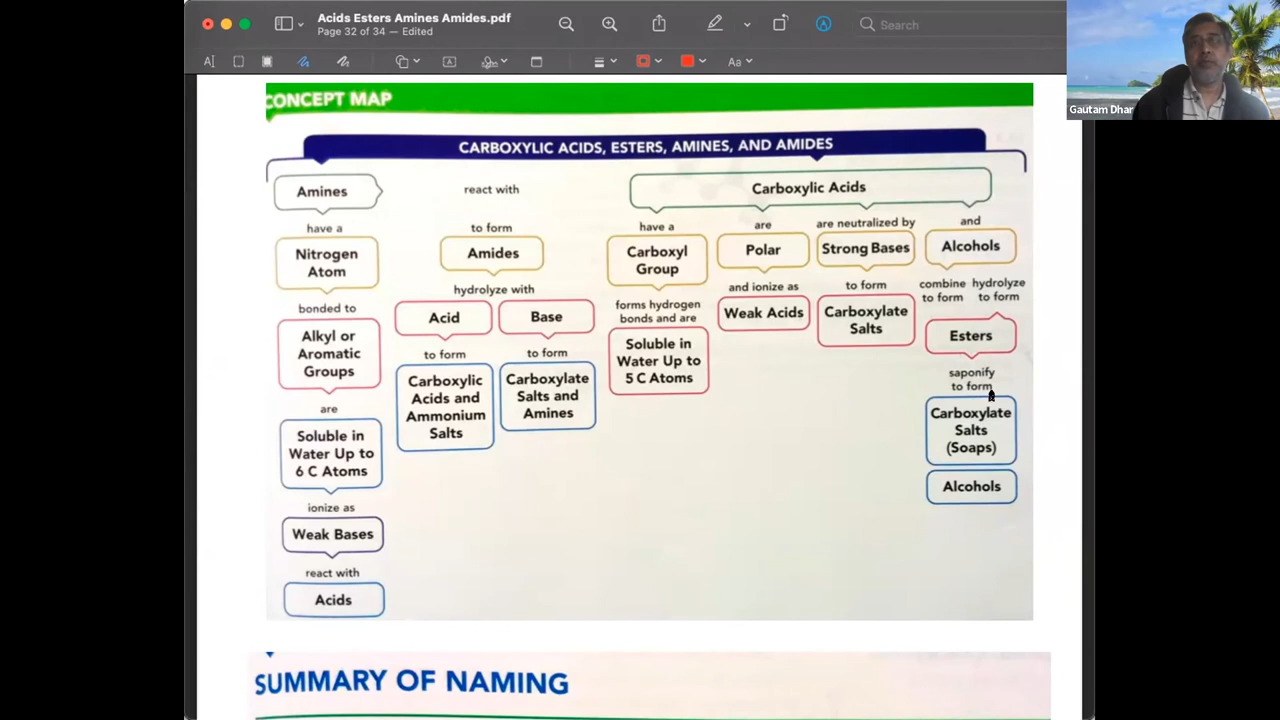 Acids Esters Amines Amides.pdf
Page 32 of 34 — Edited
Search
Aa
Gautam Dhar
CONCEPT MAP
CARBOXYLIC ACIDS, ESTERS, AMINES, AND AMIDES
Amines
react with
Carboxylic Acids
have a
Nitrogen
Atom
bonded to
Alkyl or
Aromatic
Groups
are
Soluble in
Water Up to
6 C Atoms
ionize as
Weak Bases
react with
Acids
to form
Amides
hydrolyze with
Acid
to form
Carboxylic
Acids and
Ammonium
Salts
Base
to form
Carboxylate
Salts and
Amines
have a
Carboxyl
Group
forms hydrogen
bonds and are
Soluble in
Water Up to
5 C Atoms
are
Polar
and ionize as
Weak Acids
are neutralized by
Strong Bases
to form
Carboxylate
Salts
and
Alcohols
combine
to form
hydrolyze
to form
Esters
saponify
to form
Carboxylate
Salts
(Soaps)
Alcohols
SUMMARY OF NAMING